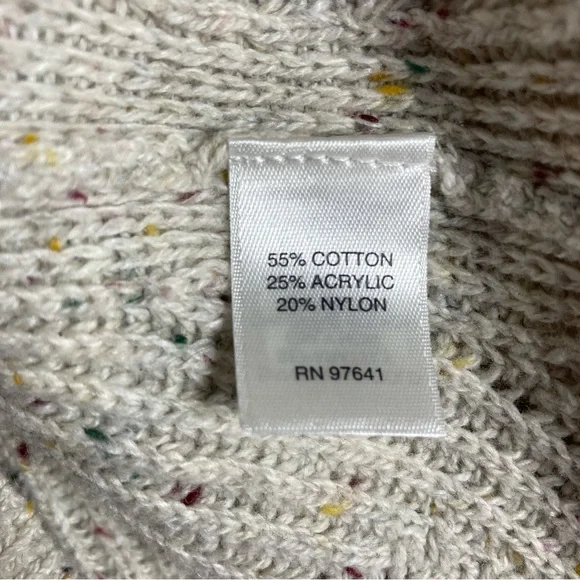 55% COTTON
25% ACRYLIC
20% NYLON
RN 97641